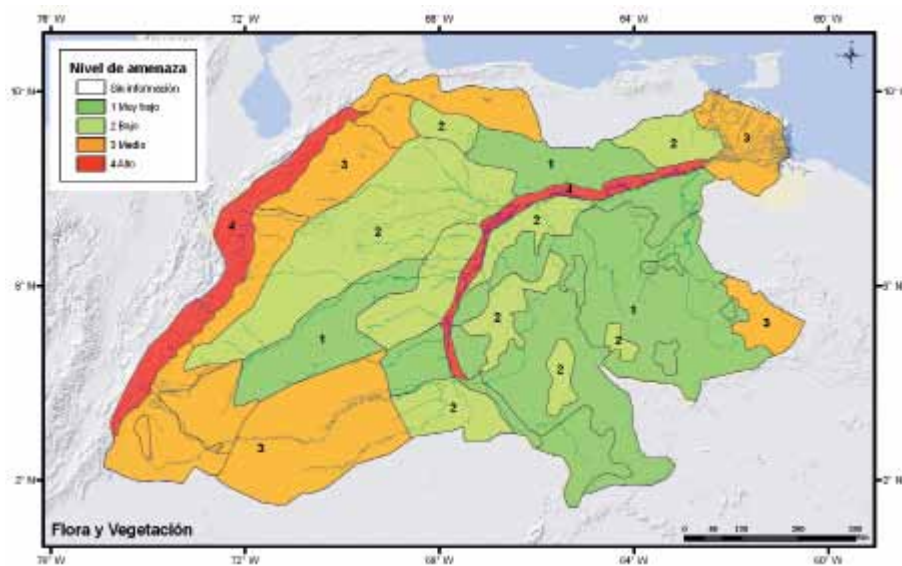 76° W 72° W 68° W 64° W 60° W
Nivel de amenaza
Sin información
1 Muy bajo
2 Bajo
3 Medio
4 Alto
10° N 10° N
2
3
2
3
1
4
4
2
2
6° N 6° N
1
2
3
1
2
2
2
3
2° N 2° N
Flora y Vegetación
76° W 72° W 68° W 64° W 60° W